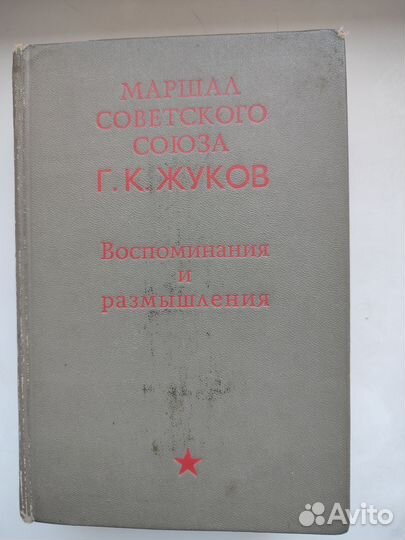 МАРШАЛ
СОВЕТСКОГО
СОЮЗА
Г. К. ЖУКОВ
Воспоминания
и
размышления
Avito